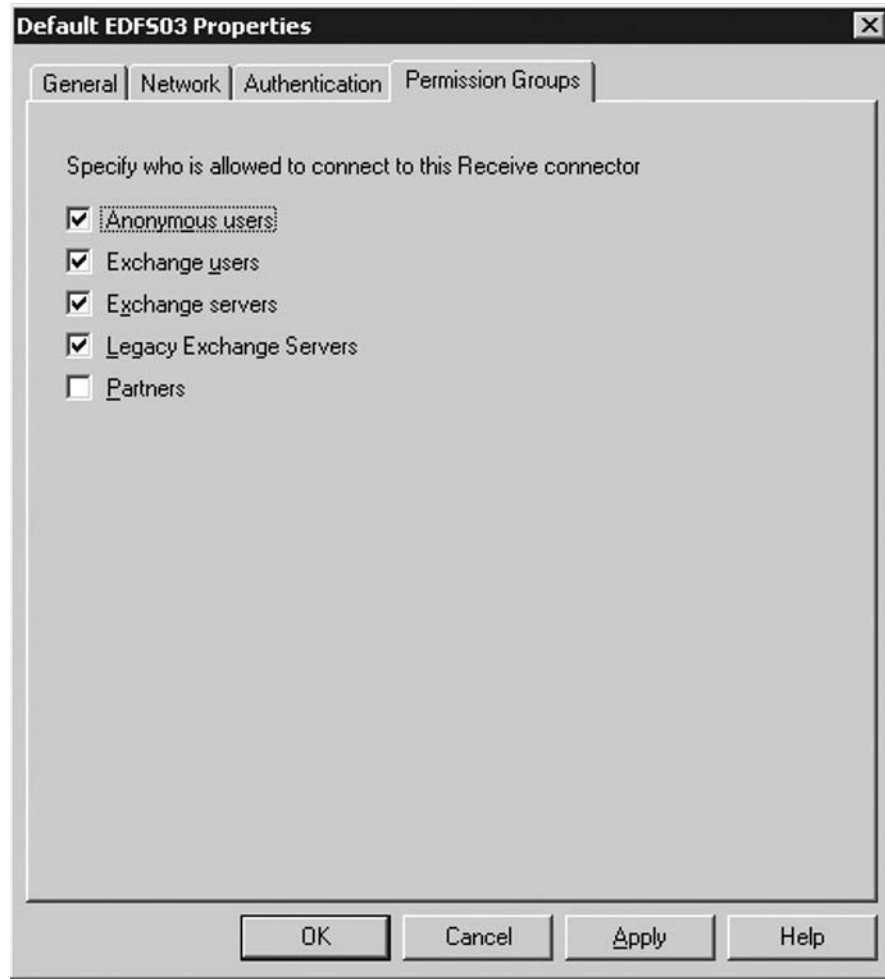 Default EDFS03 Properties
General Network Authentication Permission Groups
Specify who is allowed to connect to this Receive connector
Anonymous users
Exchange users
Exchange servers
Legacy Exchange Servers
Partners
OK Cancel Apply Help